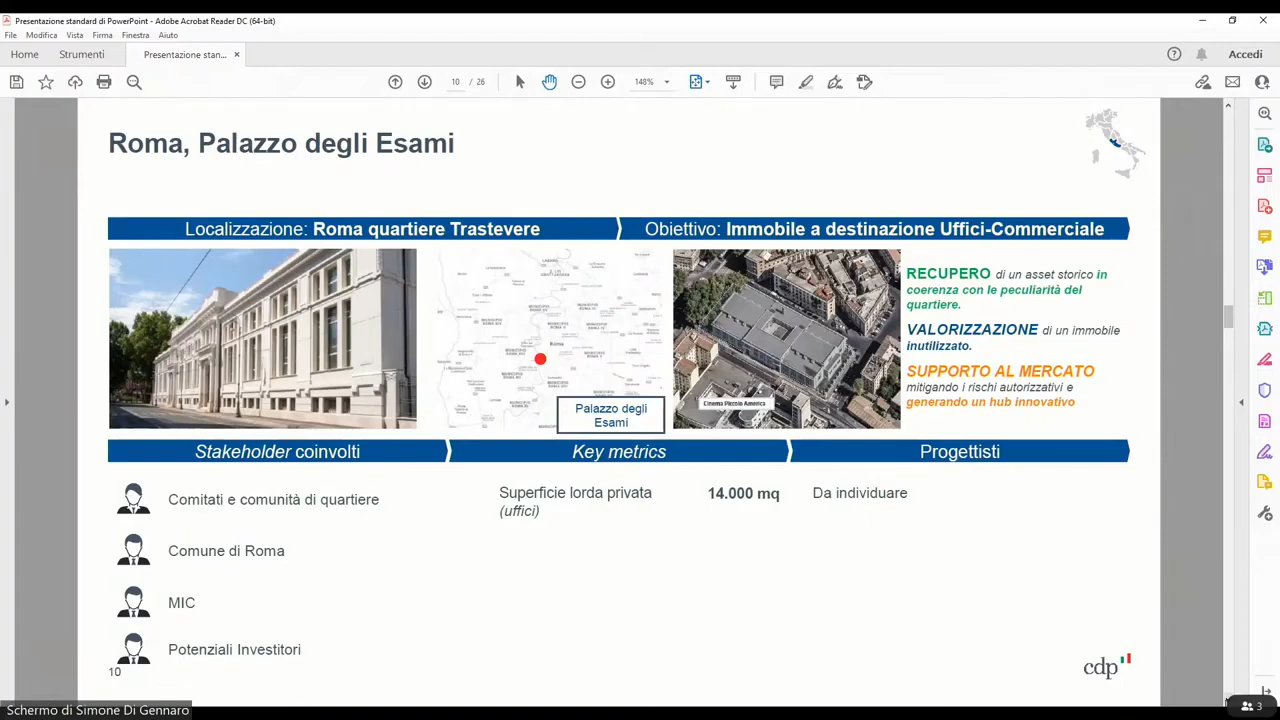 Presentazione standard di PowerPoint - Adobe Acrobat Reader DC (64-bit)
File Modifica Vista Firma Finestra Aiuto
Home Strumenti Presentazione stan... × Accedi
10 / 26 148%
Roma, Palazzo degli Esami
Localizzazione: Roma quartiere Trastevere
Obiettivo: Immobile a destinazione Uffici-Commerciale
Roma
Palazzo degli
Esami
Cinema Piccolo America
RECUPERO di un asset storico in
coerenza con le peculiarità del
quartiere.
VALORIZZAZIONE di un immobile
inutilizzato.
SUPPORTO AL MERCATO
mitigando i rischi autorizzativi e
generando un hub innovativo
Stakeholder coinvolti
Key metrics
Progettisti
Comitati e comunità di quartiere
Comune di Roma
MIC
Potenziali Investitori
Superficie lorda privata 14.000 mq
(uffici)
Da individuare
10
cdp
Schermo di Simone Di Gennaro
3